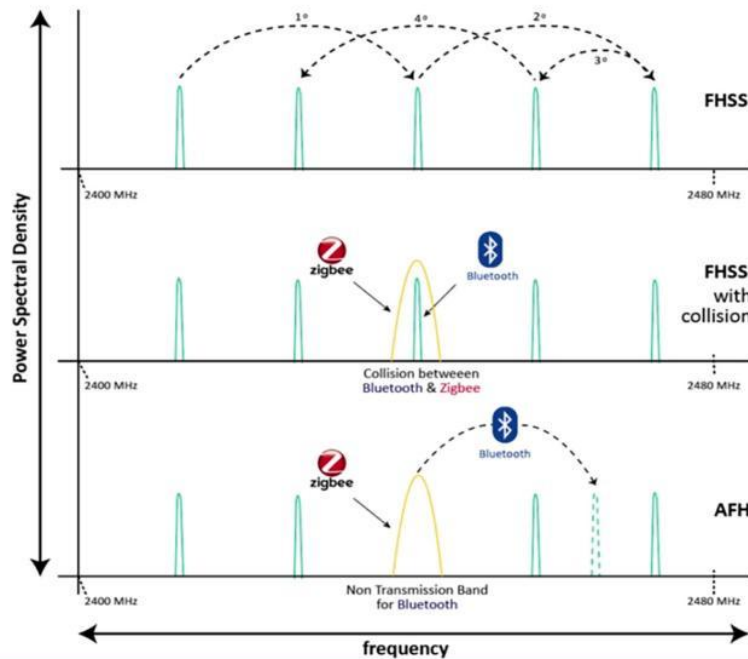 1º
4º
2º
3º
FHSS
2400 MHz
2480 MHz
Power Spectral Density
Z
zigbee
Bluetooth
FHSS
with
collision
2400 MHz
Collision betweeen
Bluetooth & Zigbee
2480 MHz
Z
zigbee
Bluetooth
AFH
2400 MHz
Non Transmission Band
for Bluetooth
2480 MHz
frequency